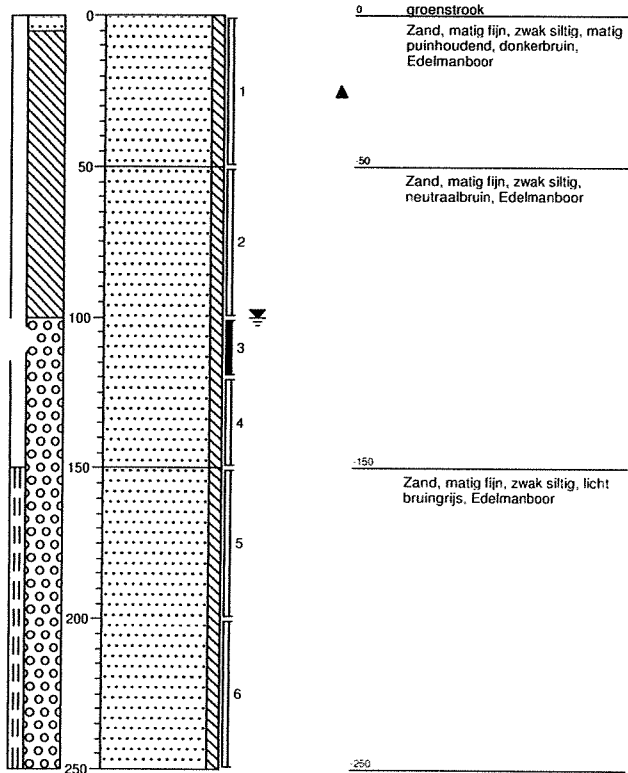 0
50
100
150
200
250
1
2
3
4
5
6
0
groenstrook
Zand, matig fijn, zwak siltig, matig
puinhoudend, donkerbruin,
Edelmanboor
-50
Zand, matig fijn, zwak siltig,
neutraalbruin, Edelmanboor
-150
Zand, matig fijn, zwak siltig, licht
bruingrijs, Edelmanboor
-250